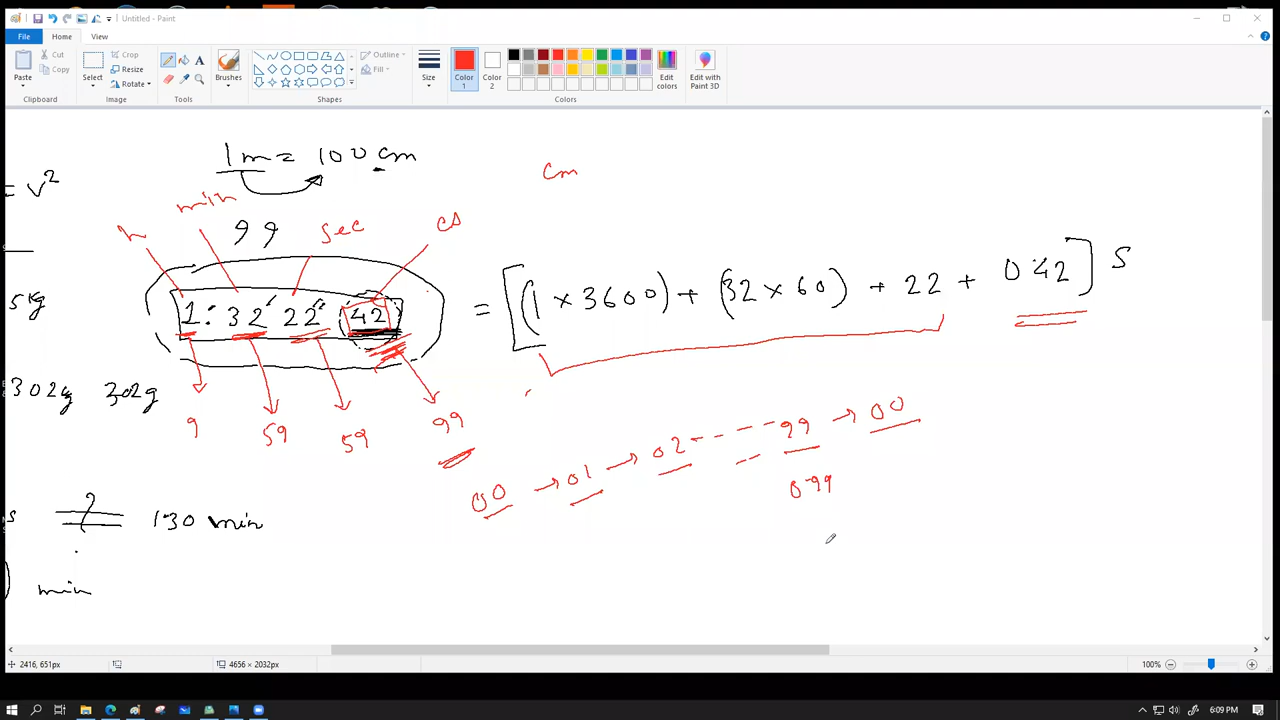 Untitled - Paint
File Home View
Paste
Cut
Copy
Clipboard
Select
Crop
Resize
Rotate
Image
Tools
Brushes
Shapes
Outline
Fill
Size
Color 1
Color 2
Edit colors
Colors
Edit with Paint 3D
1m = 100 cm
cm
= v²
min
99
sec
cs
h
1: 32′ 22″ 42 = [(1 × 3600) + (32 × 60) + 22 + 0.42] s
51g
302g 302g
9 59 59 99
00 → 01 → 02 - - - - - 99 → 00
0.99
s ? 1.30 min
) min
2416, 651px
4656 × 2032px
100%
6:09 PM